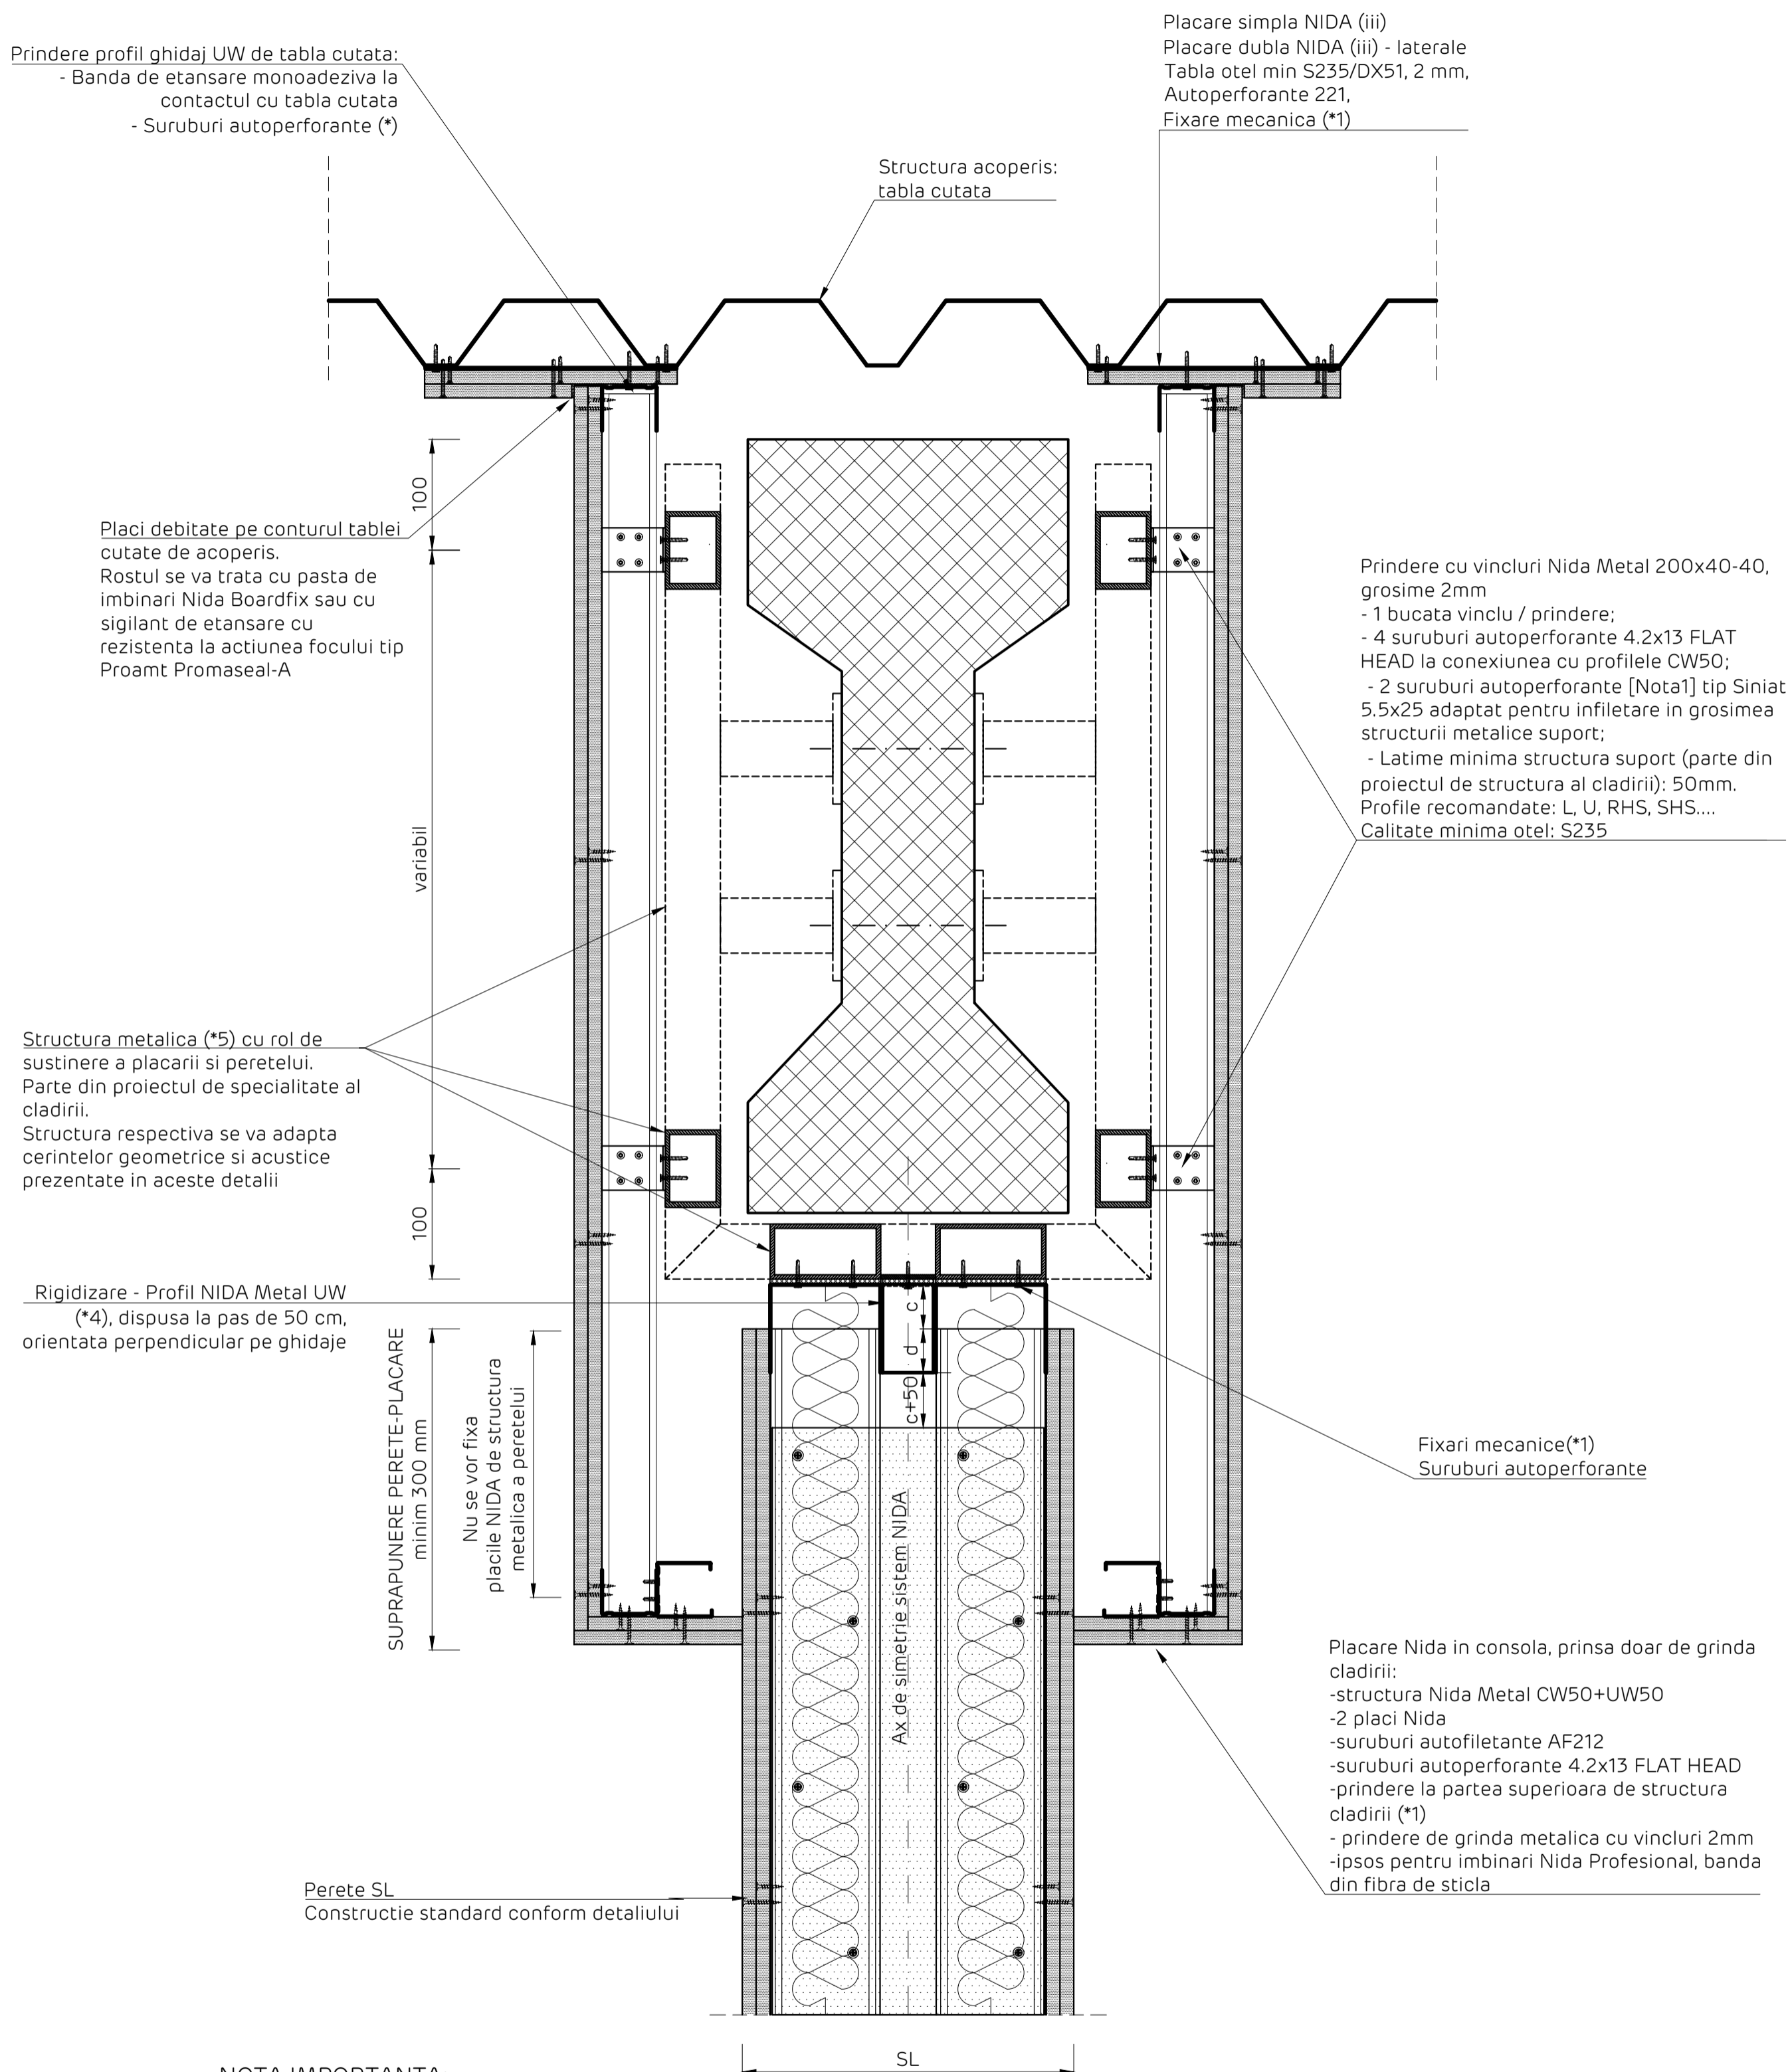 Placare simpla NIDA (iii)
Placare dubla NIDA (iii) - laterale
Tabla otel min S235/DX51, 2 mm,
Autoperforante 221,
Fixare mecanica (*1)
Prindere profil ghidaj UW de tabla cutata:
- Banda de etansare monoadeziva la
contactul cu tabla cutata
- Suruburi autoperforante (*)
Structura acoperis:
tabla cutata
100
Placi debitate pe conturul tablei
cutate de acoperis.
Rostul se va trata cu pasta de
imbinari Nida Boardfix sau cu
sigilant de etansare cu
rezistenta la actiunea focului tip
Proamt Promaseal-A
Prindere cu vincluri Nida Metal 200x40-40,
grosime 2mm
- 1 bucata vinclu / prindere;
- 4 suruburi autoperforante 4.2x13 FLAT
HEAD la conexiunea cu profilele CW50;
- 2 suruburi autoperforante [Nota1] tip Siniat
5.5x25 adaptat pentru infiletare in grosimea
structurii metalice suport;
- Latime minima structura suport (parte din
proiectul de structura al cladirii): 50mm.
Profile recomandate: L, U, RHS, SHS....
Calitate minima otel: S235
variabil
Structura metalica (*5) cu rol de
sustinere a placarii si peretelui.
Parte din proiectul de specialitate al
cladirii.
Structura respectiva se va adapta
cerintelor geometrice si acustice
prezentate in aceste detalii
100
Rigidizare - Profil NIDA Metal UW
(*4), dispusa la pas de 50 cm,
orientata perpendicular pe ghidaje
c
d
c+50
SUPRAPUNERE PERETE-PLACARE
minim 300 mm
Nu se vor fixa
placile NIDA de structura
metalica a peretelui
Fixari mecanice(*1)
Suruburi autoperforante
Ax de simetrie sistem NIDA
Placare Nida in consola, prinsa doar de grinda
cladirii:
-structura Nida Metal CW50+UW50
-2 placi Nida
-suruburi autofiletante AF212
-suruburi autoperforante 4.2x13 FLAT HEAD
-prindere la partea superioara de structura
cladirii (*1)
- prindere de grinda metalica cu vincluri 2mm
-ipsos pentru imbinari Nida Profesional, banda
din fibra de sticla
Perete SL
Constructie standard conform detaliului
SL
NOTA IMPORTANTA